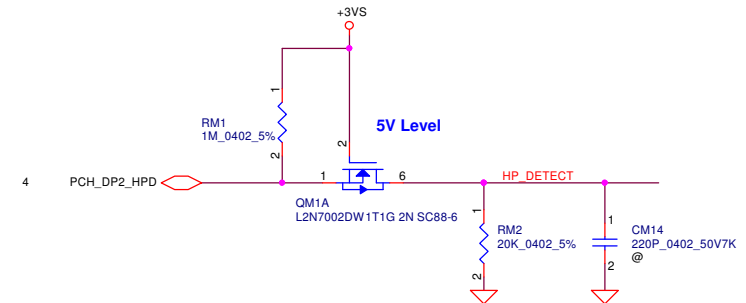 +3VS
1
RM1
1M_0402_5%
2
5V Level
2
4
PCH_DP2_HPD
1
6
HP_DETECT
QM1A
L2N7002DW1T1G 2N SC88-6
1
RM2
20K_0402_5%
2
1
CM14
220P_0402_50V7K
2
@